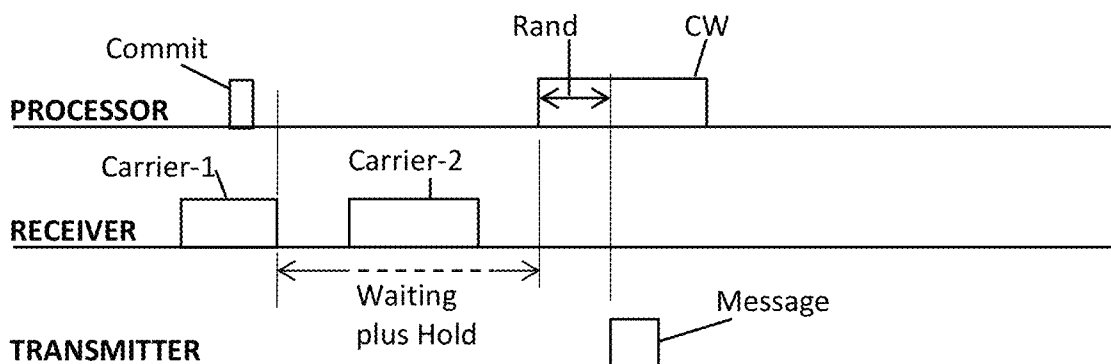 Rand
CW
Commit
PROCESSOR
Carrier-1
Carrier-2
RECEIVER
Waiting
plus Hold
Message
TRANSMITTER